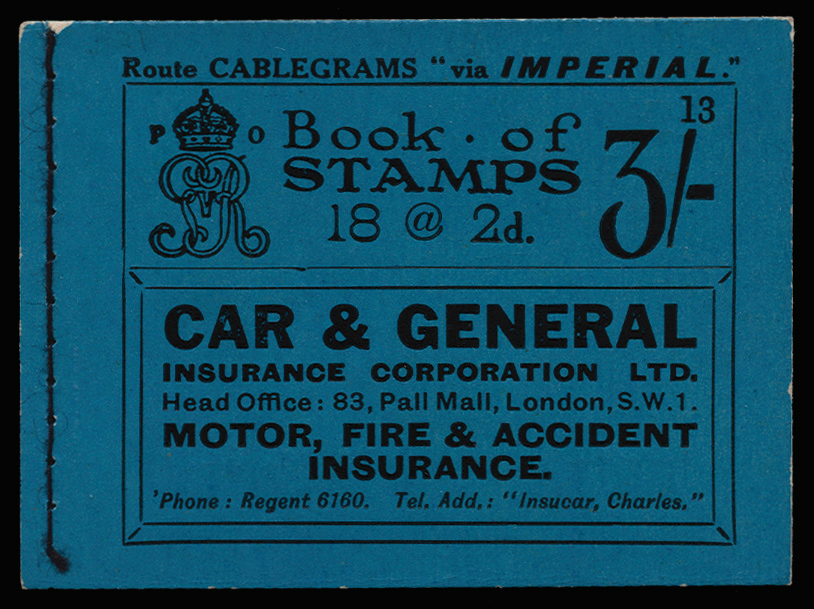 Route CABLEGRAMS "via IMPERIAL."
13
P O Book · of
STAMPS
18 @ 2d.
3/-
GRV
CAR & GENERAL
INSURANCE CORPORATION LTD.
Head Office: 83, Pall Mall, London, S.W.1.
MOTOR, FIRE & ACCIDENT
INSURANCE.
'Phone: Regent 6160. Tel. Add.: "Insucar, Charles."